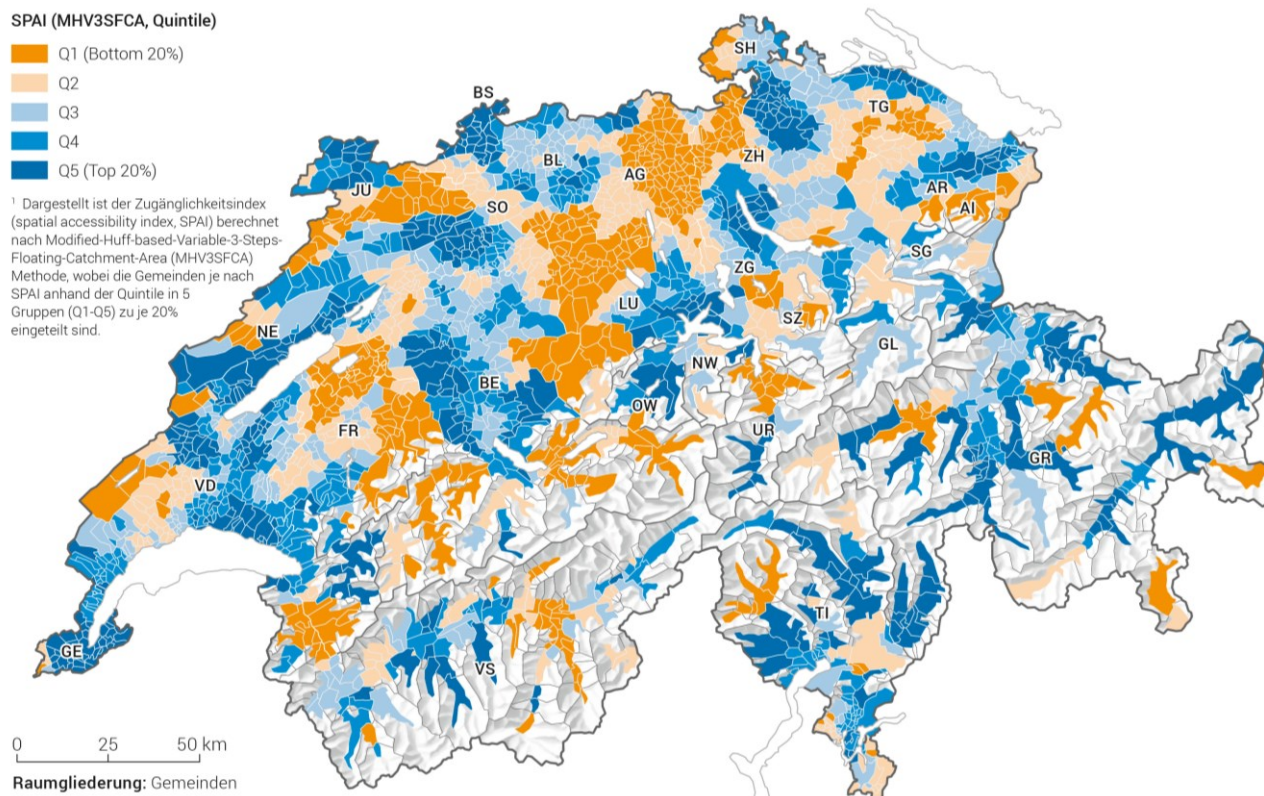 SPAI (MHV3SFCA, Quintile)
Q1 (Bottom 20%)
Q2
Q3
Q4
Q5 (Top 20%)
¹ Dargestellt ist der Zugänglichkeitsindex
(spatial accessibility index, SPAI) berechnet
nach Modified-Huff-based-Variable-3-Steps-
Floating-Catchment-Area (MHV3SFCA)
Methode, wobei die Gemeinden je nach
SPAI anhand der Quintile in 5
Gruppen (Q1-Q5) zu je 20%
eingeteilt sind.
SH
BS
TG
BL
ZH
AG
JU
AR
SO
AI
SG
ZG
LU
SZ
NE
GL
NW
BE
OW
FR
UR
GR
VD
TI
GE
VS
0 25 50 km
Raumgliederung: Gemeinden